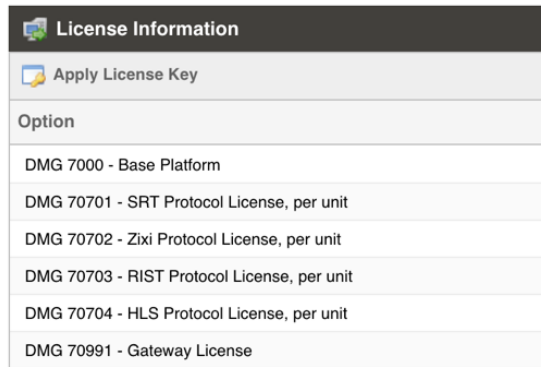 License Information
Apply License Key
Option
DMG 7000 - Base Platform
DMG 70701 - SRT Protocol License, per unit
DMG 70702 - Zixi Protocol License, per unit
DMG 70703 - RIST Protocol License, per unit
DMG 70704 - HLS Protocol License, per unit
DMG 70991 - Gateway License